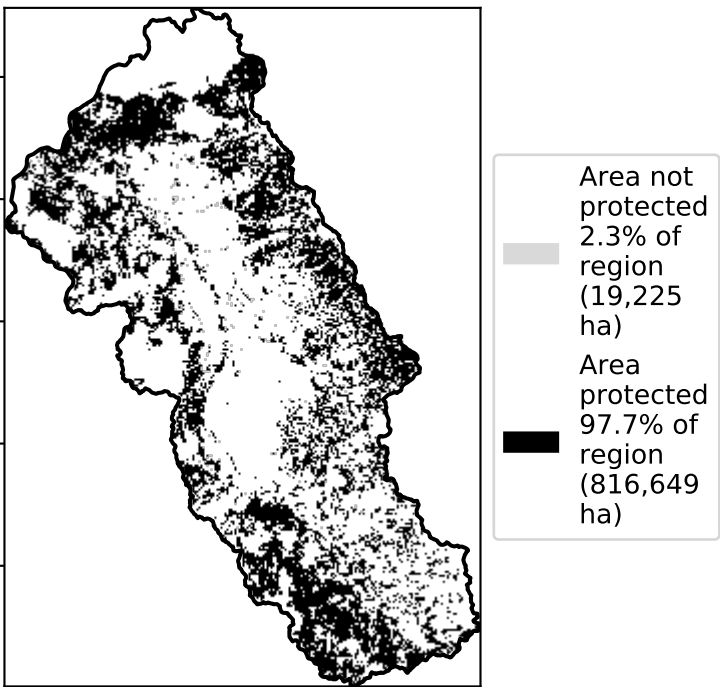 Area not
protected
2.3% of
region
(19,225
ha)
Area
protected
97.7% of
region
(816,649
ha)